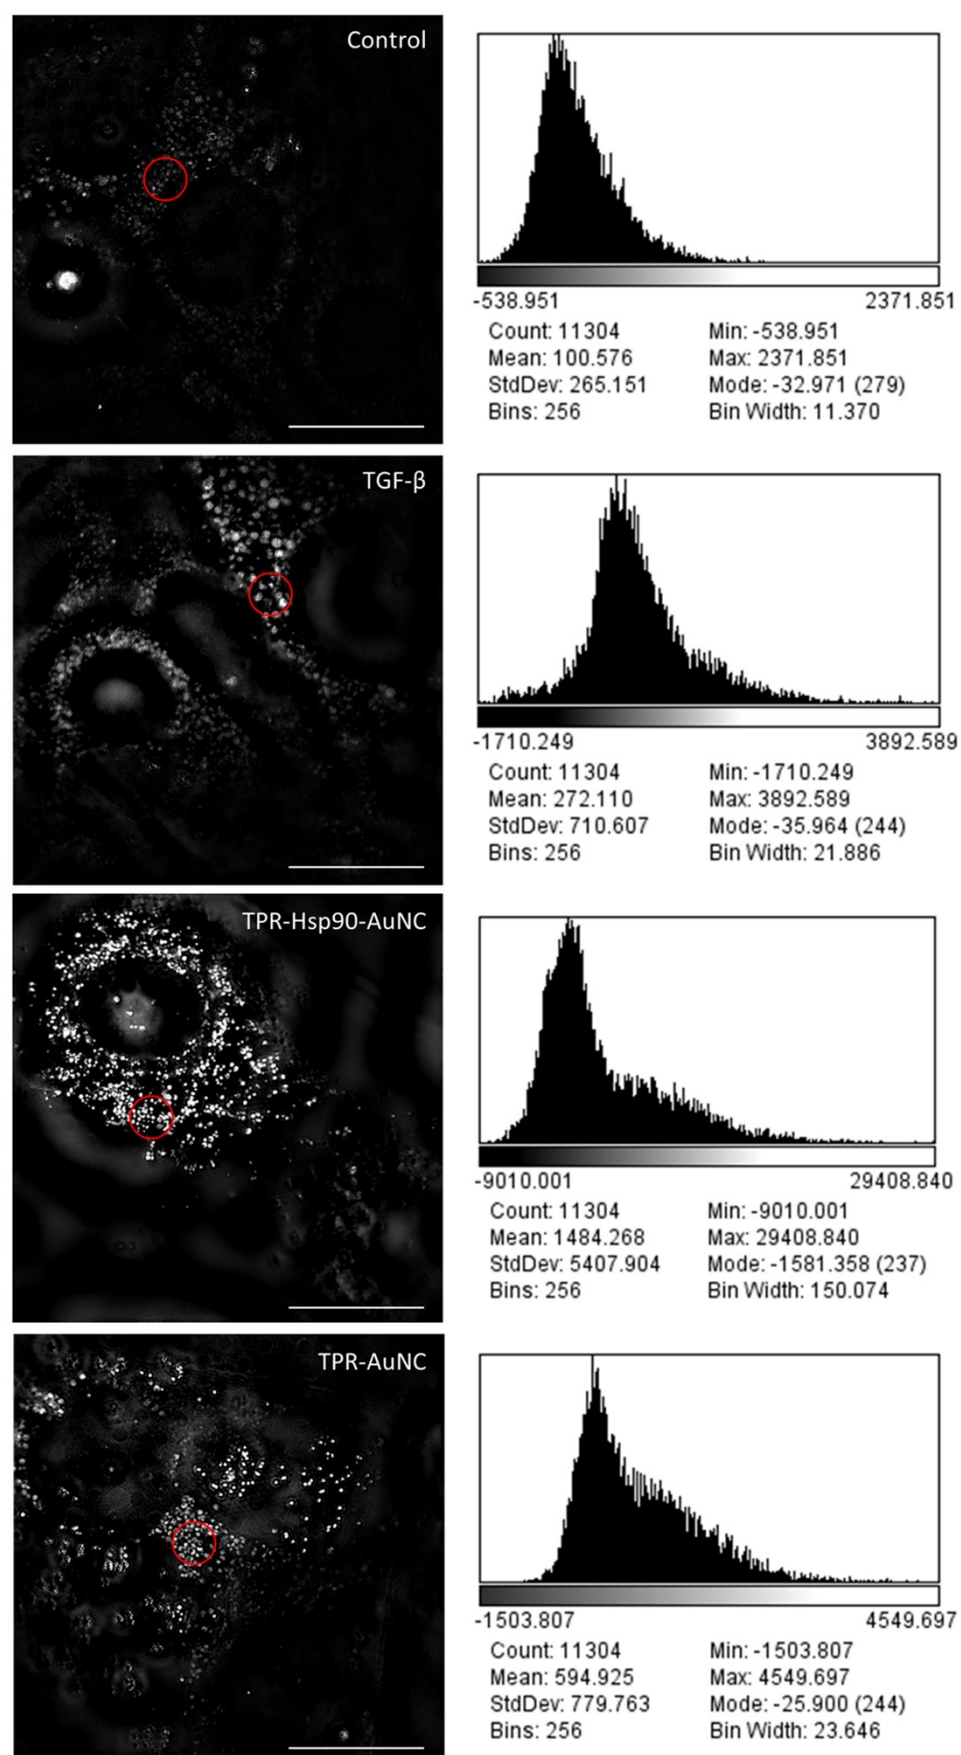 Control
-538.951 2371.851
Count: 11304 Min: -538.951
Mean: 100.576 Max: 2371.851
StdDev: 265.151 Mode: -32.971 (279)
Bins: 256 Bin Width: 11.370
TGF-β
-1710.249 3892.589
Count: 11304 Min: -1710.249
Mean: 272.110 Max: 3892.589
StdDev: 710.607 Mode: -35.964 (244)
Bins: 256 Bin Width: 21.886
TPR-Hsp90-AuNC
-9010.001 29408.840
Count: 11304 Min: -9010.001
Mean: 1484.268 Max: 29408.840
StdDev: 5407.904 Mode: -1581.358 (237)
Bins: 256 Bin Width: 150.074
TPR-AuNC
-1503.807 4549.697
Count: 11304 Min: -1503.807
Mean: 594.925 Max: 4549.697
StdDev: 779.763 Mode: -25.900 (244)
Bins: 256 Bin Width: 23.646